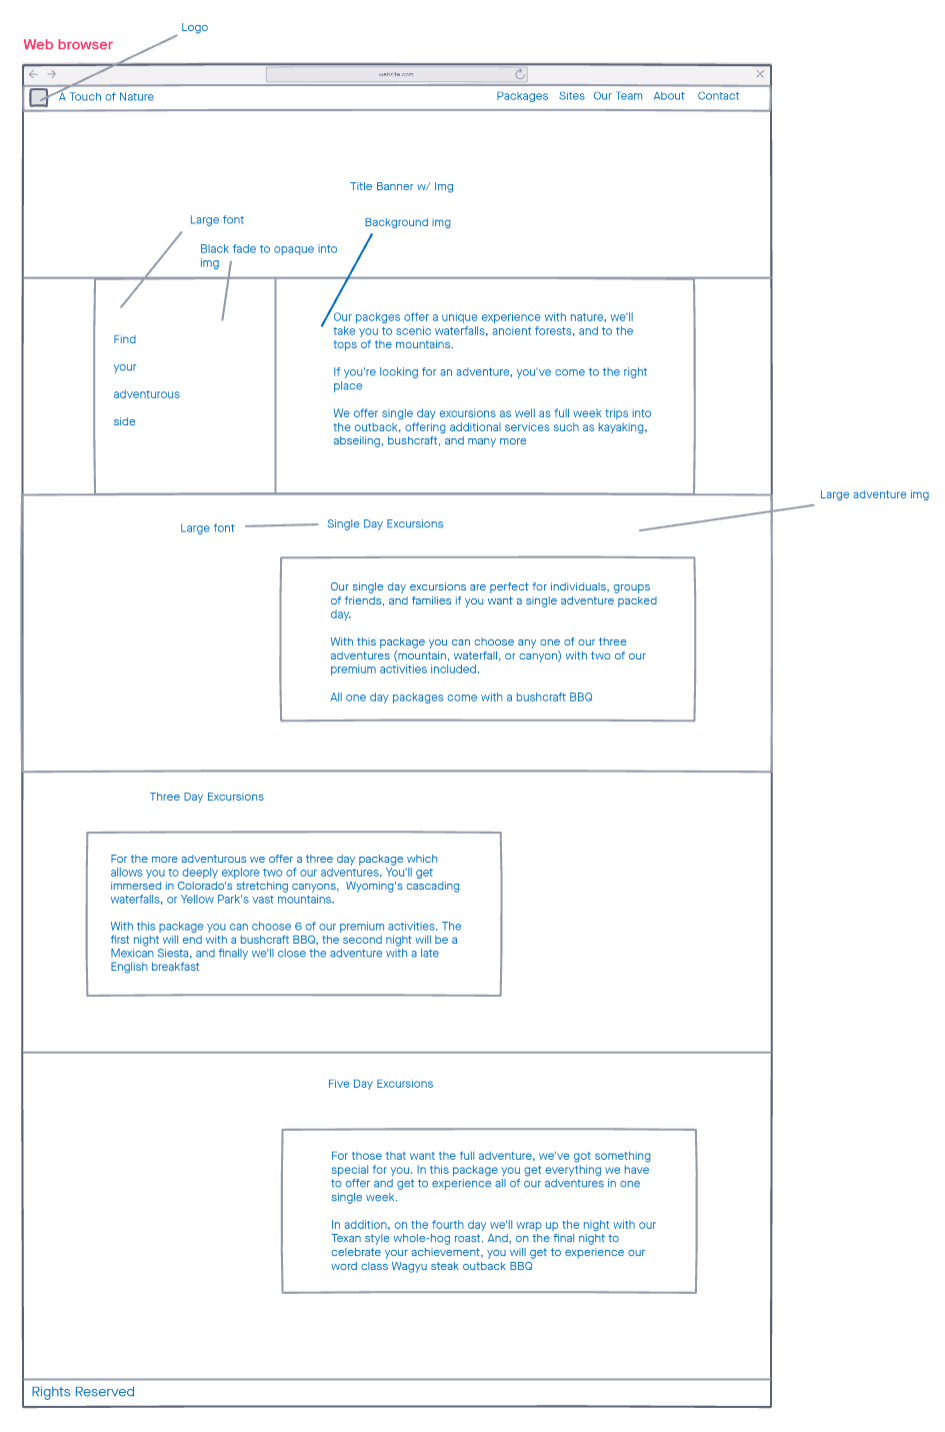 Logo
Web browser
website.com
A Touch of Nature
Packages Sites Our Team About Contact
Title Banner w/ Img
Large font
Background img
Black fade to opaque into
img
Find
your
adventurous
side
Our packges offer a unique experience with nature, we'll
take you to scenic waterfalls, ancient forests, and to the
tops of the mountains.
If you're looking for an adventure, you've come to the right
place
We offer single day excursions as well as full week trips into
the outback, offering additional services such as kayaking,
abseiling, bushcraft, and many more
Large adventure img
Large font
Single Day Excursions
Our single day excursions are perfect for individuals, groups
of friends, and families if you want a single adventure packed
day.
With this package you can choose any one of our three
adventures (mountain, waterfall, or canyon) with two of our
premium activities included.
All one day packages come with a bushcraft BBQ
Three Day Excursions
For the more adventurous we offer a three day package which
allows you to deeply explore two of our adventures. You'll get
immersed in Colorado's stretching canyons, Wyoming's cascading
waterfalls, or Yellow Park's vast mountains.
With this package you can choose 6 of our premium activities. The
first night will end with a bushcraft BBQ, the second night will be a
Mexican Siesta, and finally we'll close the adventure with a late
English breakfast
Five Day Excursions
For those that want the full adventure, we've got something
special for you. In this package you get everything we have
to offer and get to experience all of our adventures in one
single week.
In addition, on the fourth day we'll wrap up the night with our
Texan style whole-hog roast. And, on the final night to
celebrate your achievement, you will get to experience our
word class Wagyu steak outback BBQ
Rights Reserved